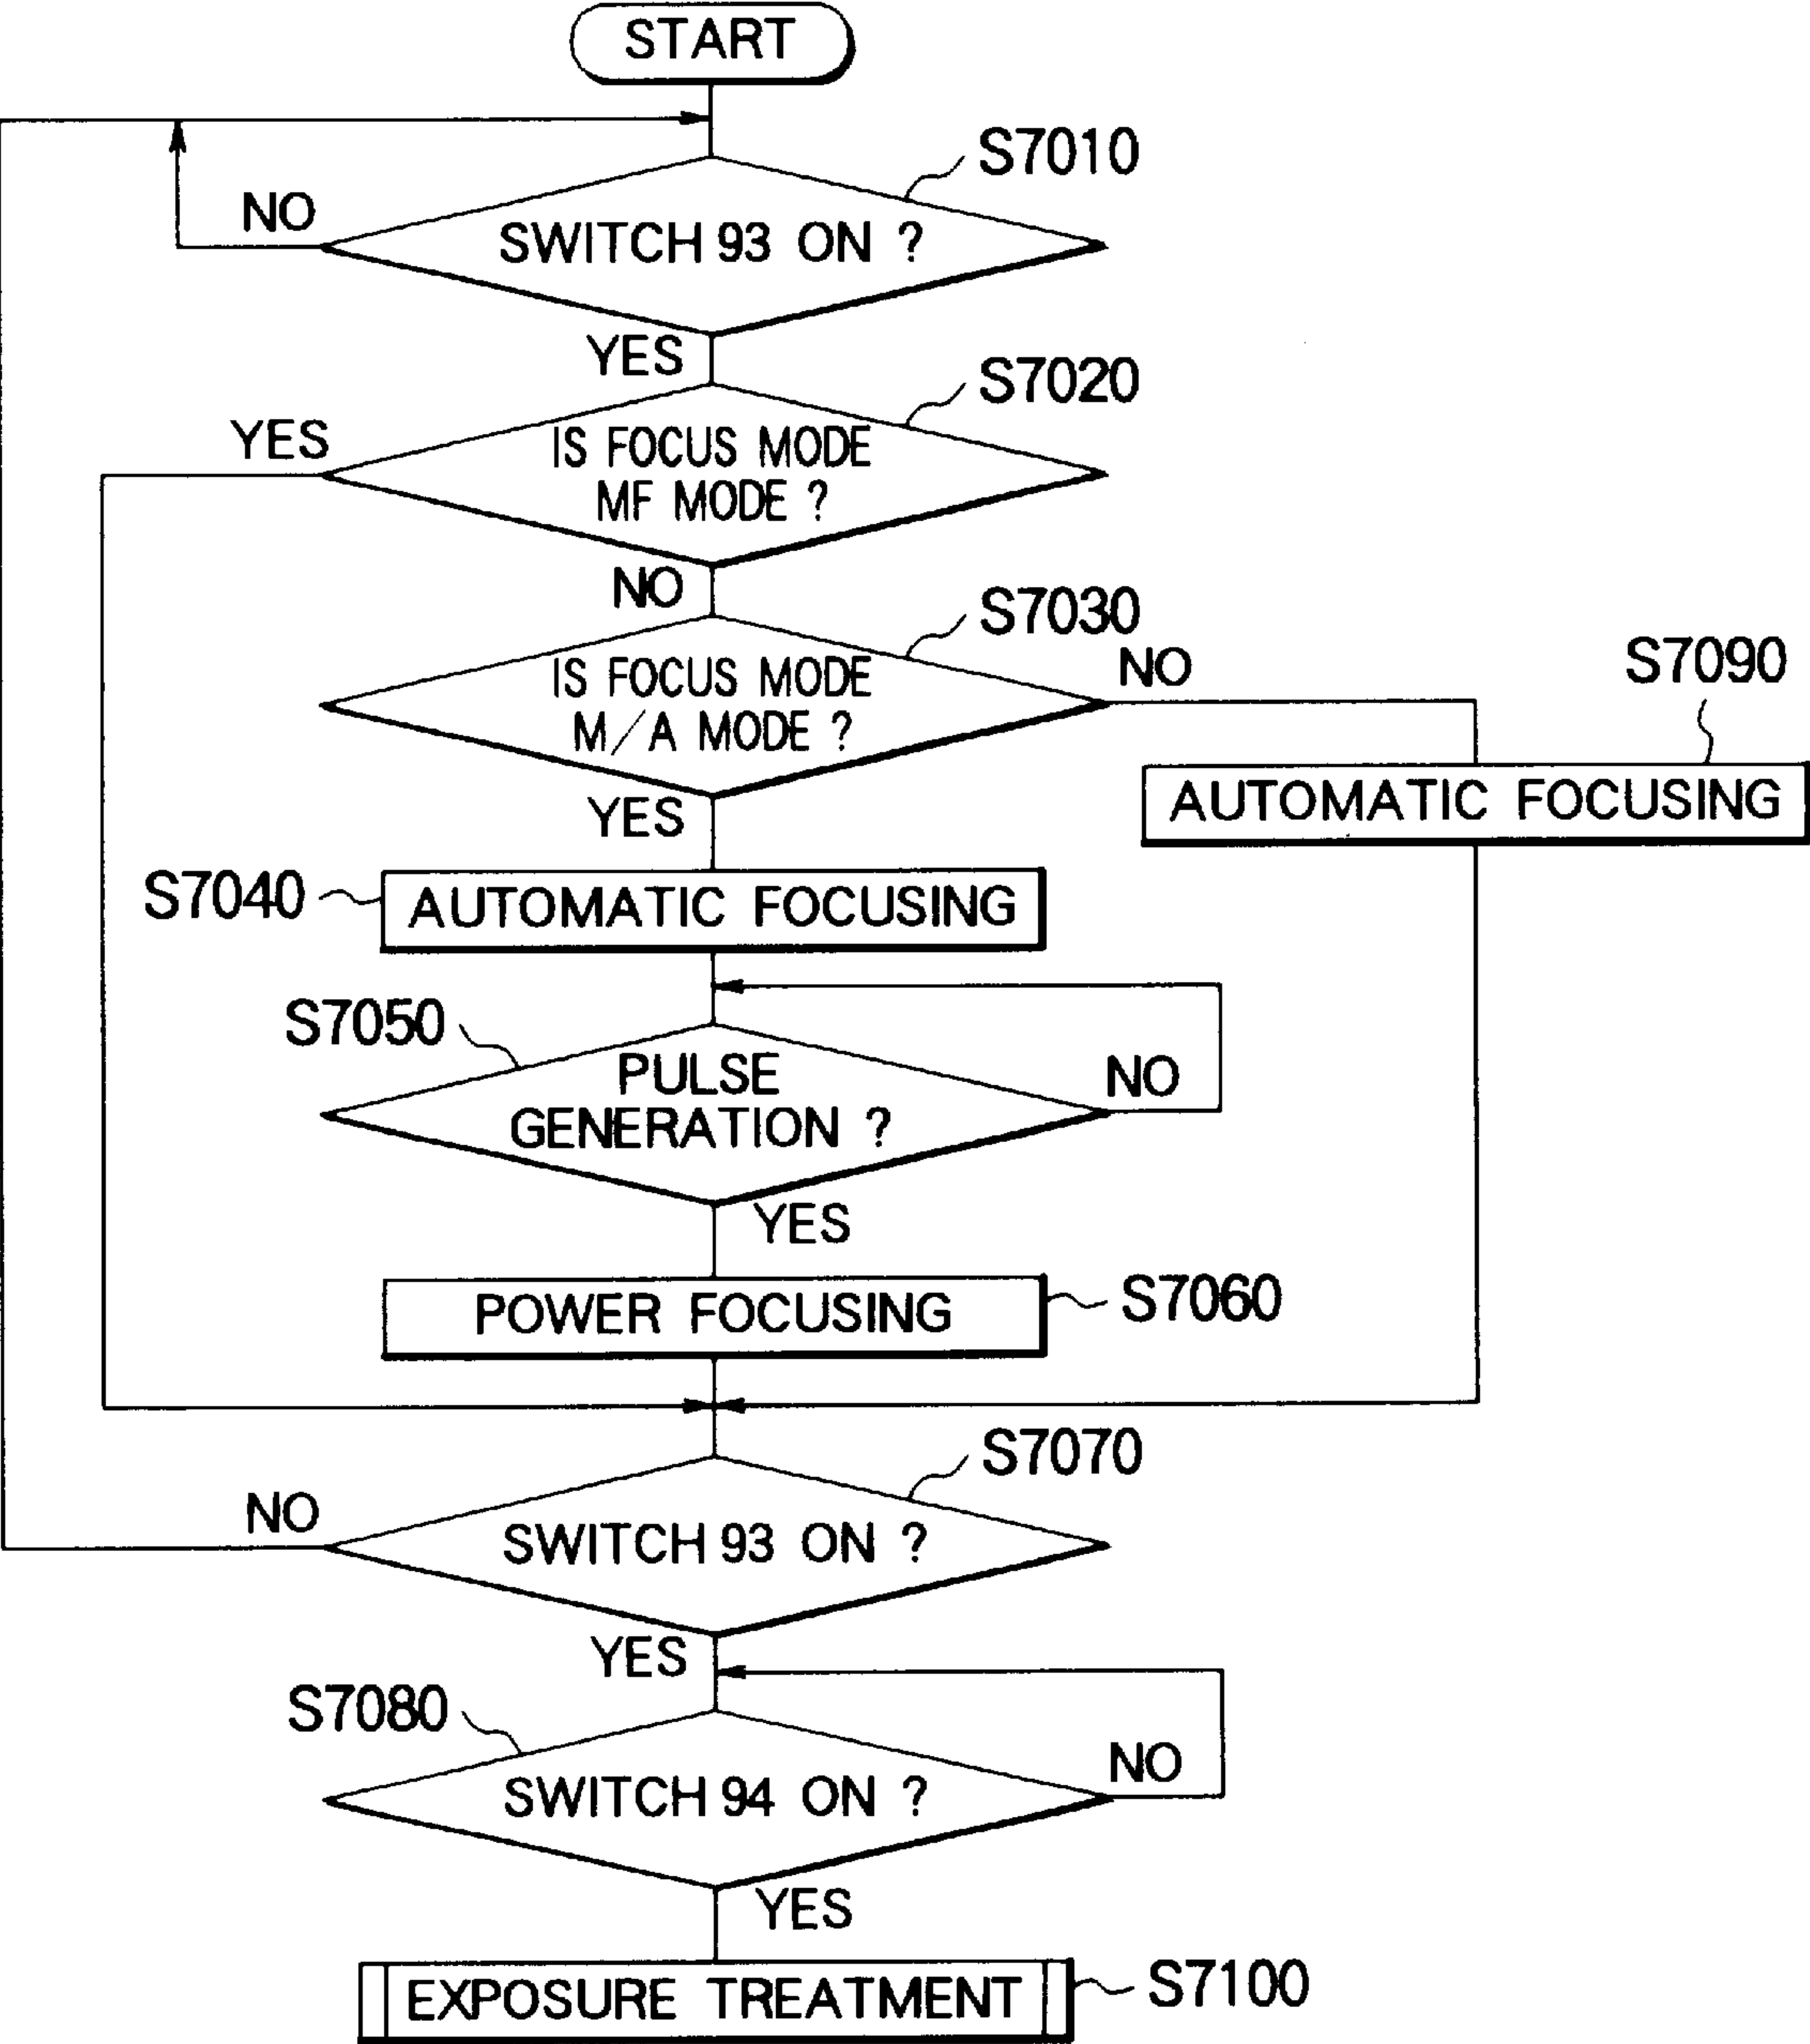 START
S7010
NO
SWITCH 93 ON ?
YES
S7020
YES
IS FOCUS MODE
MF MODE ?
NO
S7030
NO
S7090
IS FOCUS MODE
M/A MODE ?
AUTOMATIC FOCUSING
YES
S7040
AUTOMATIC FOCUSING
S7050
PULSE
GENERATION ?
NO
YES
POWER FOCUSING
S7060
S7070
NO
SWITCH 93 ON ?
YES
S7080
NO
SWITCH 94 ON ?
YES
EXPOSURE TREATMENT
S7100